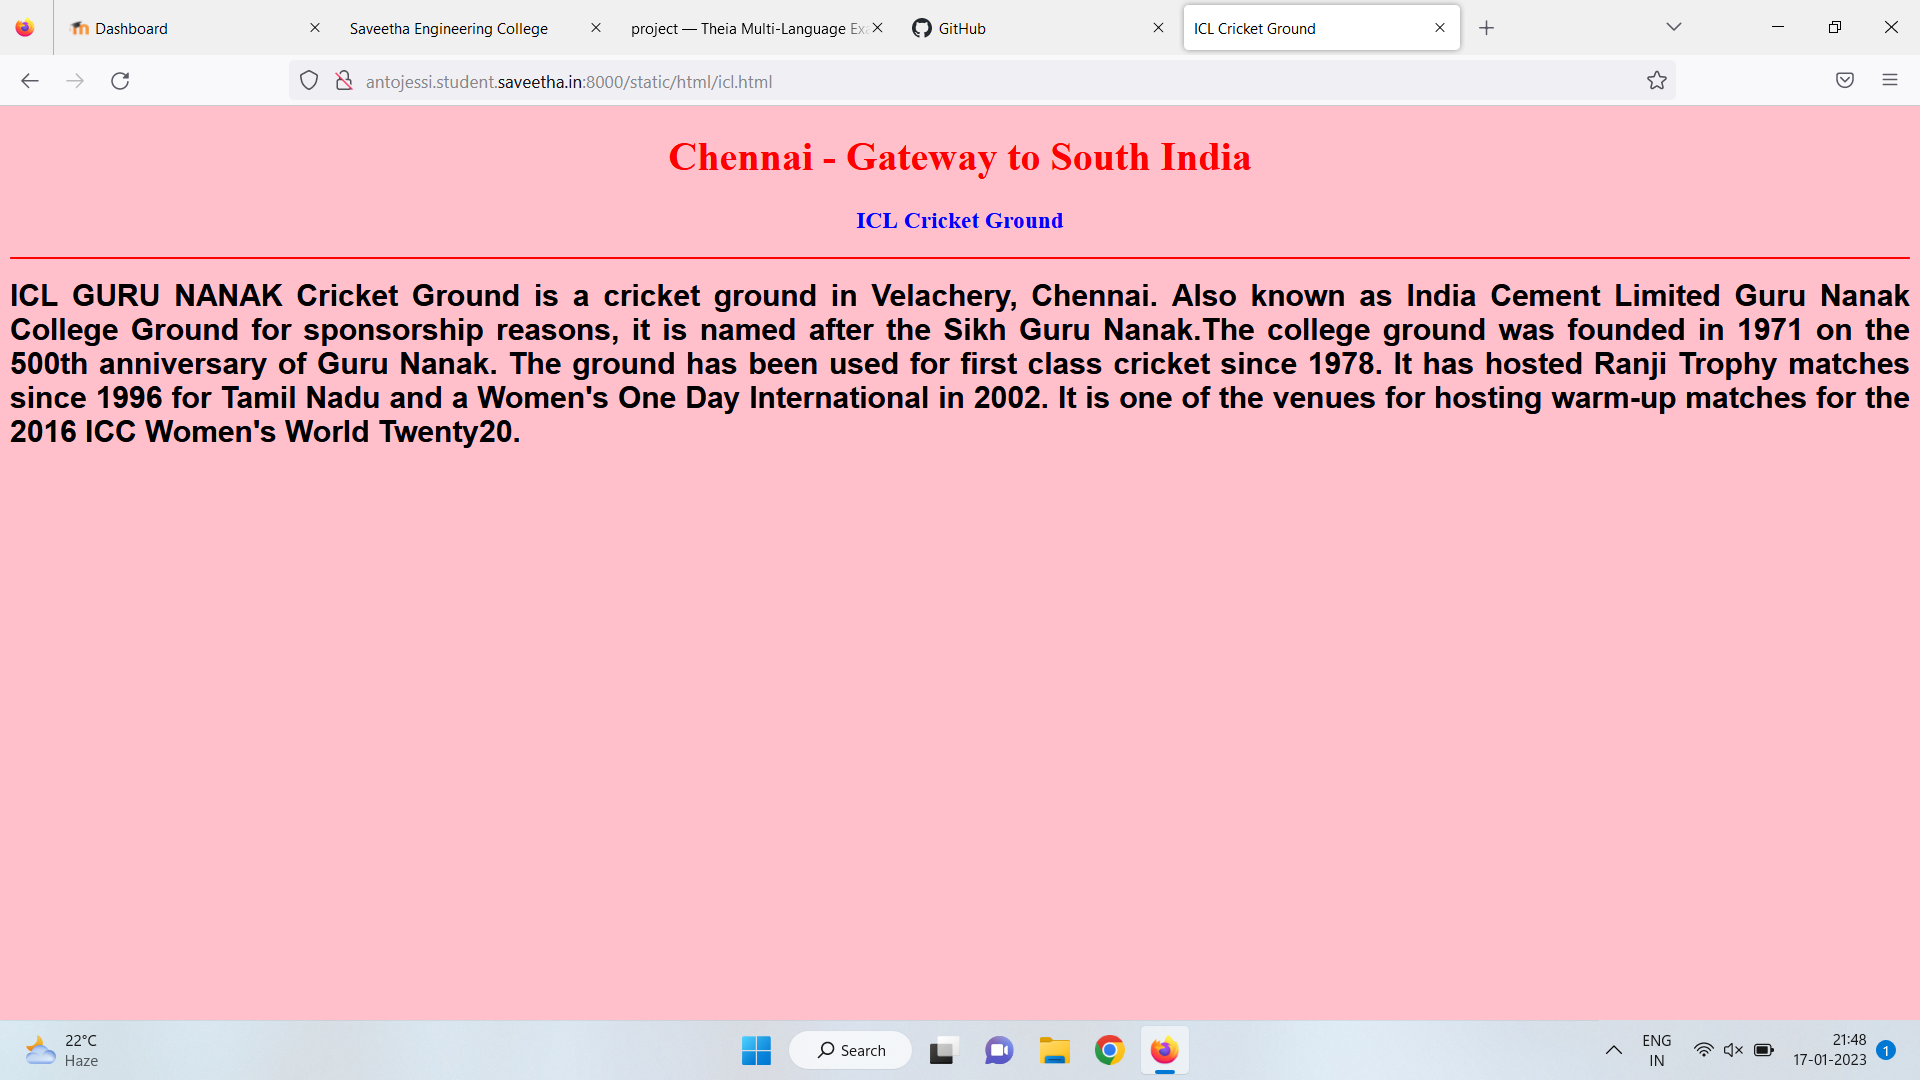 Dashboard
Saveetha Engineering College
project — Theia Multi-Language
GitHub
ICL Cricket Ground
antojessi.student.saveetha.in:8000/static/html/icl.html
Chennai - Gateway to South India
ICL Cricket Ground
ICL GURU NANAK Cricket Ground is a cricket ground in Velachery, Chennai. Also known as India Cement Limited Guru Nanak
College Ground for sponsorship reasons, it is named after the Sikh Guru Nanak.The college ground was founded in 1971 on the
500th anniversary of Guru Nanak. The ground has been used for first class cricket since 1978. It has hosted Ranji Trophy matches
since 1996 for Tamil Nadu and a Women's One Day International in 2002. It is one of the venues for hosting warm-up matches for the
2016 ICC Women's World Twenty20.
22°C
Haze
Search
ENG
IN
21:48
17-01-2023
1